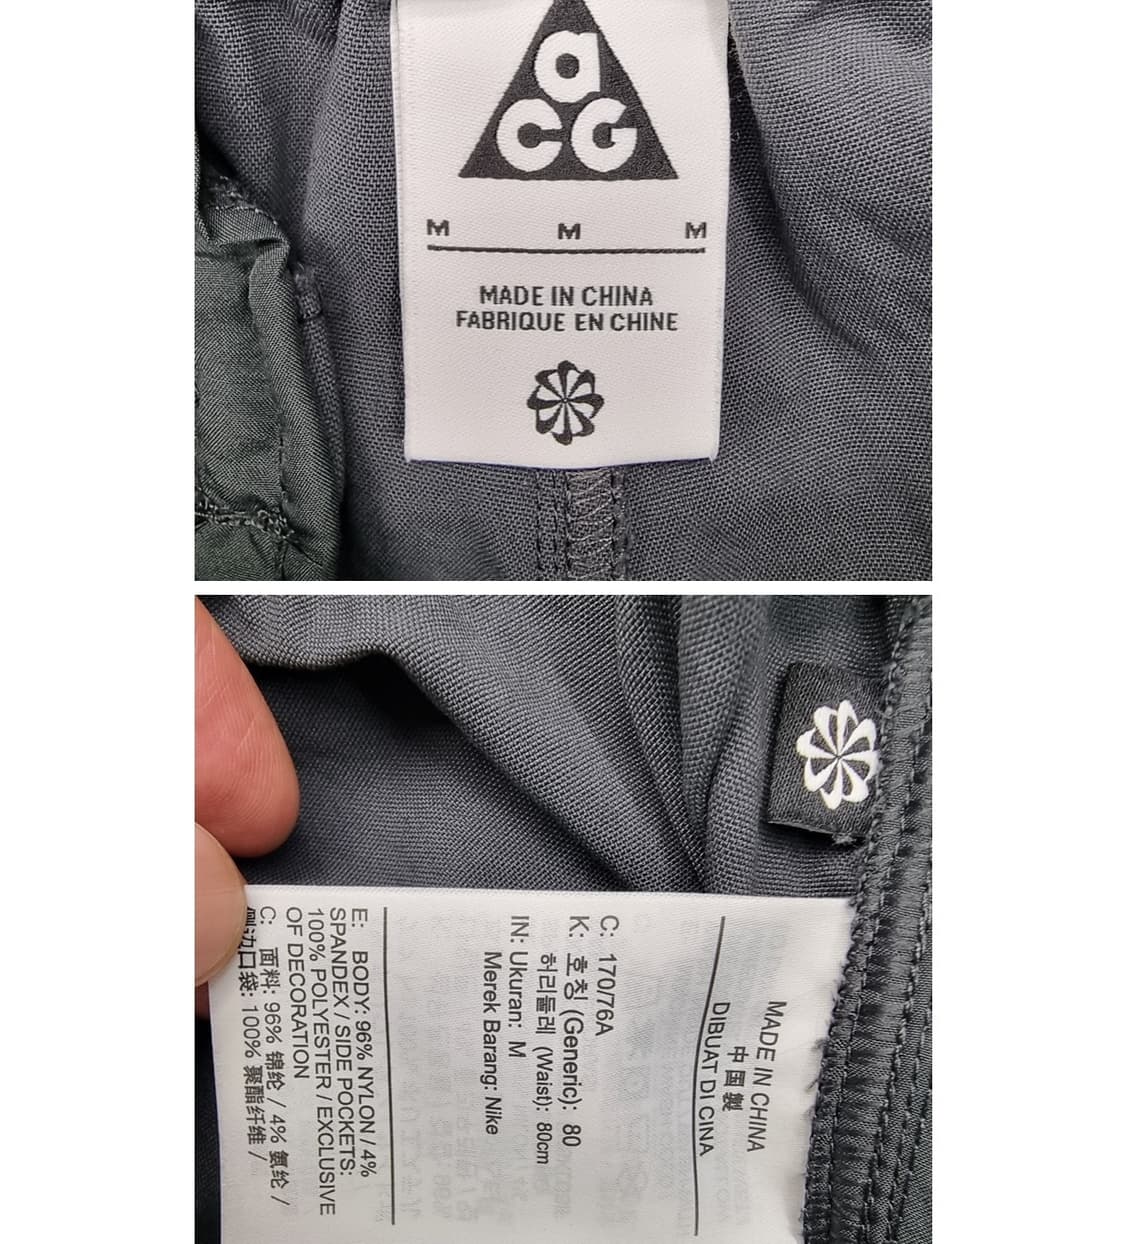 a
CG
M M M
MADE IN CHINA
FABRIQUE EN CHINE
MADE IN CHINA
中国製
DIBUAT DI CINA
C: 170/76A
K: 호칭 (Generic): 80
허리둘레 (Waist): 80cm
IN: Ukuran: M
Merek Barang: Nike
E: BODY: 96% NYLON / 4%
SPANDEX / SIDE POCKETS:
100% POLYESTER / EXCLUSIVE
OF DECORATION
C: 面料: 96% 锦纶 / 4% 氨纶 /
侧边口袋: 100% 聚酯纤维 /